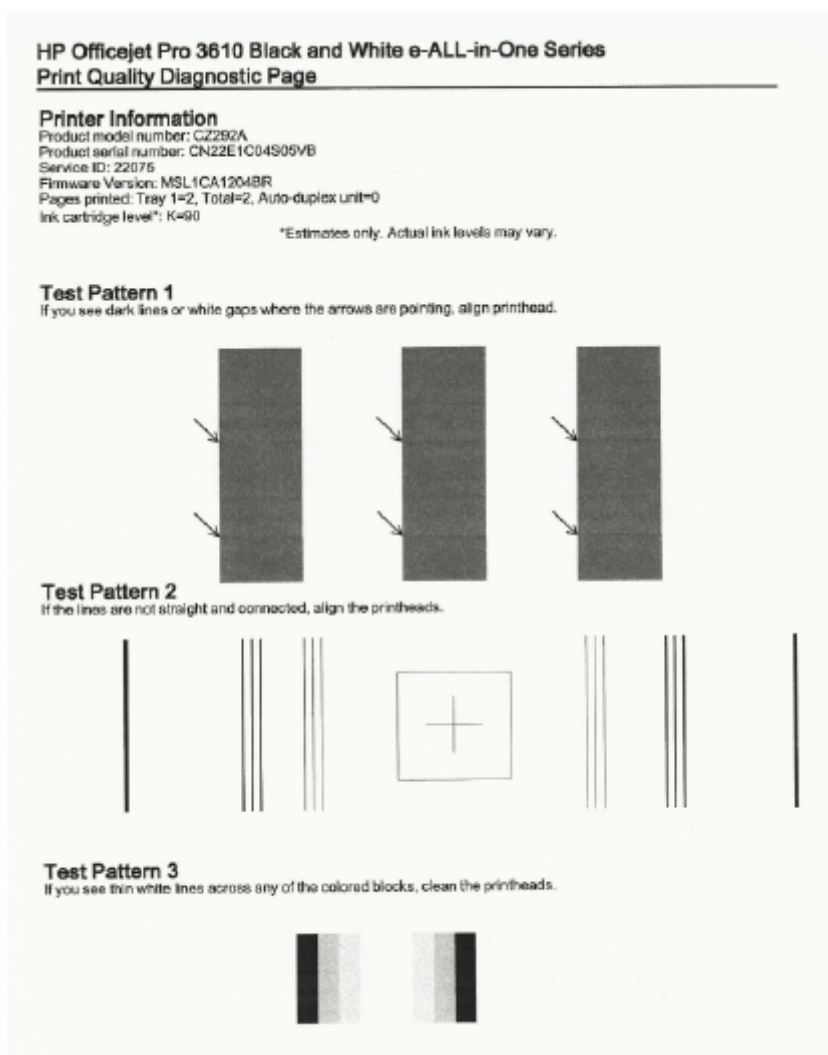 HP Officejet Pro 3610 Black and White e-ALL-in-One Series
Print Quality Diagnostic Page
Printer Information
Product model number: CZ292A
Product serial number: CN22E1C04S05VB
Service ID: 22075
Firmware Version: MSL1CA1204BR
Pages printed: Tray 1=2, Total=2, Auto-duplex unit=0
Ink cartridge level*: K=90
*Estimates only. Actual ink levels may vary.
Test Pattern 1
If you see dark lines or white gaps where the arrows are pointing, align printhead.
Test Pattern 2
If the lines are not straight and connected, align the printheads.
Test Pattern 3
If you see thin white lines across any of the colored blocks, clean the printheads.